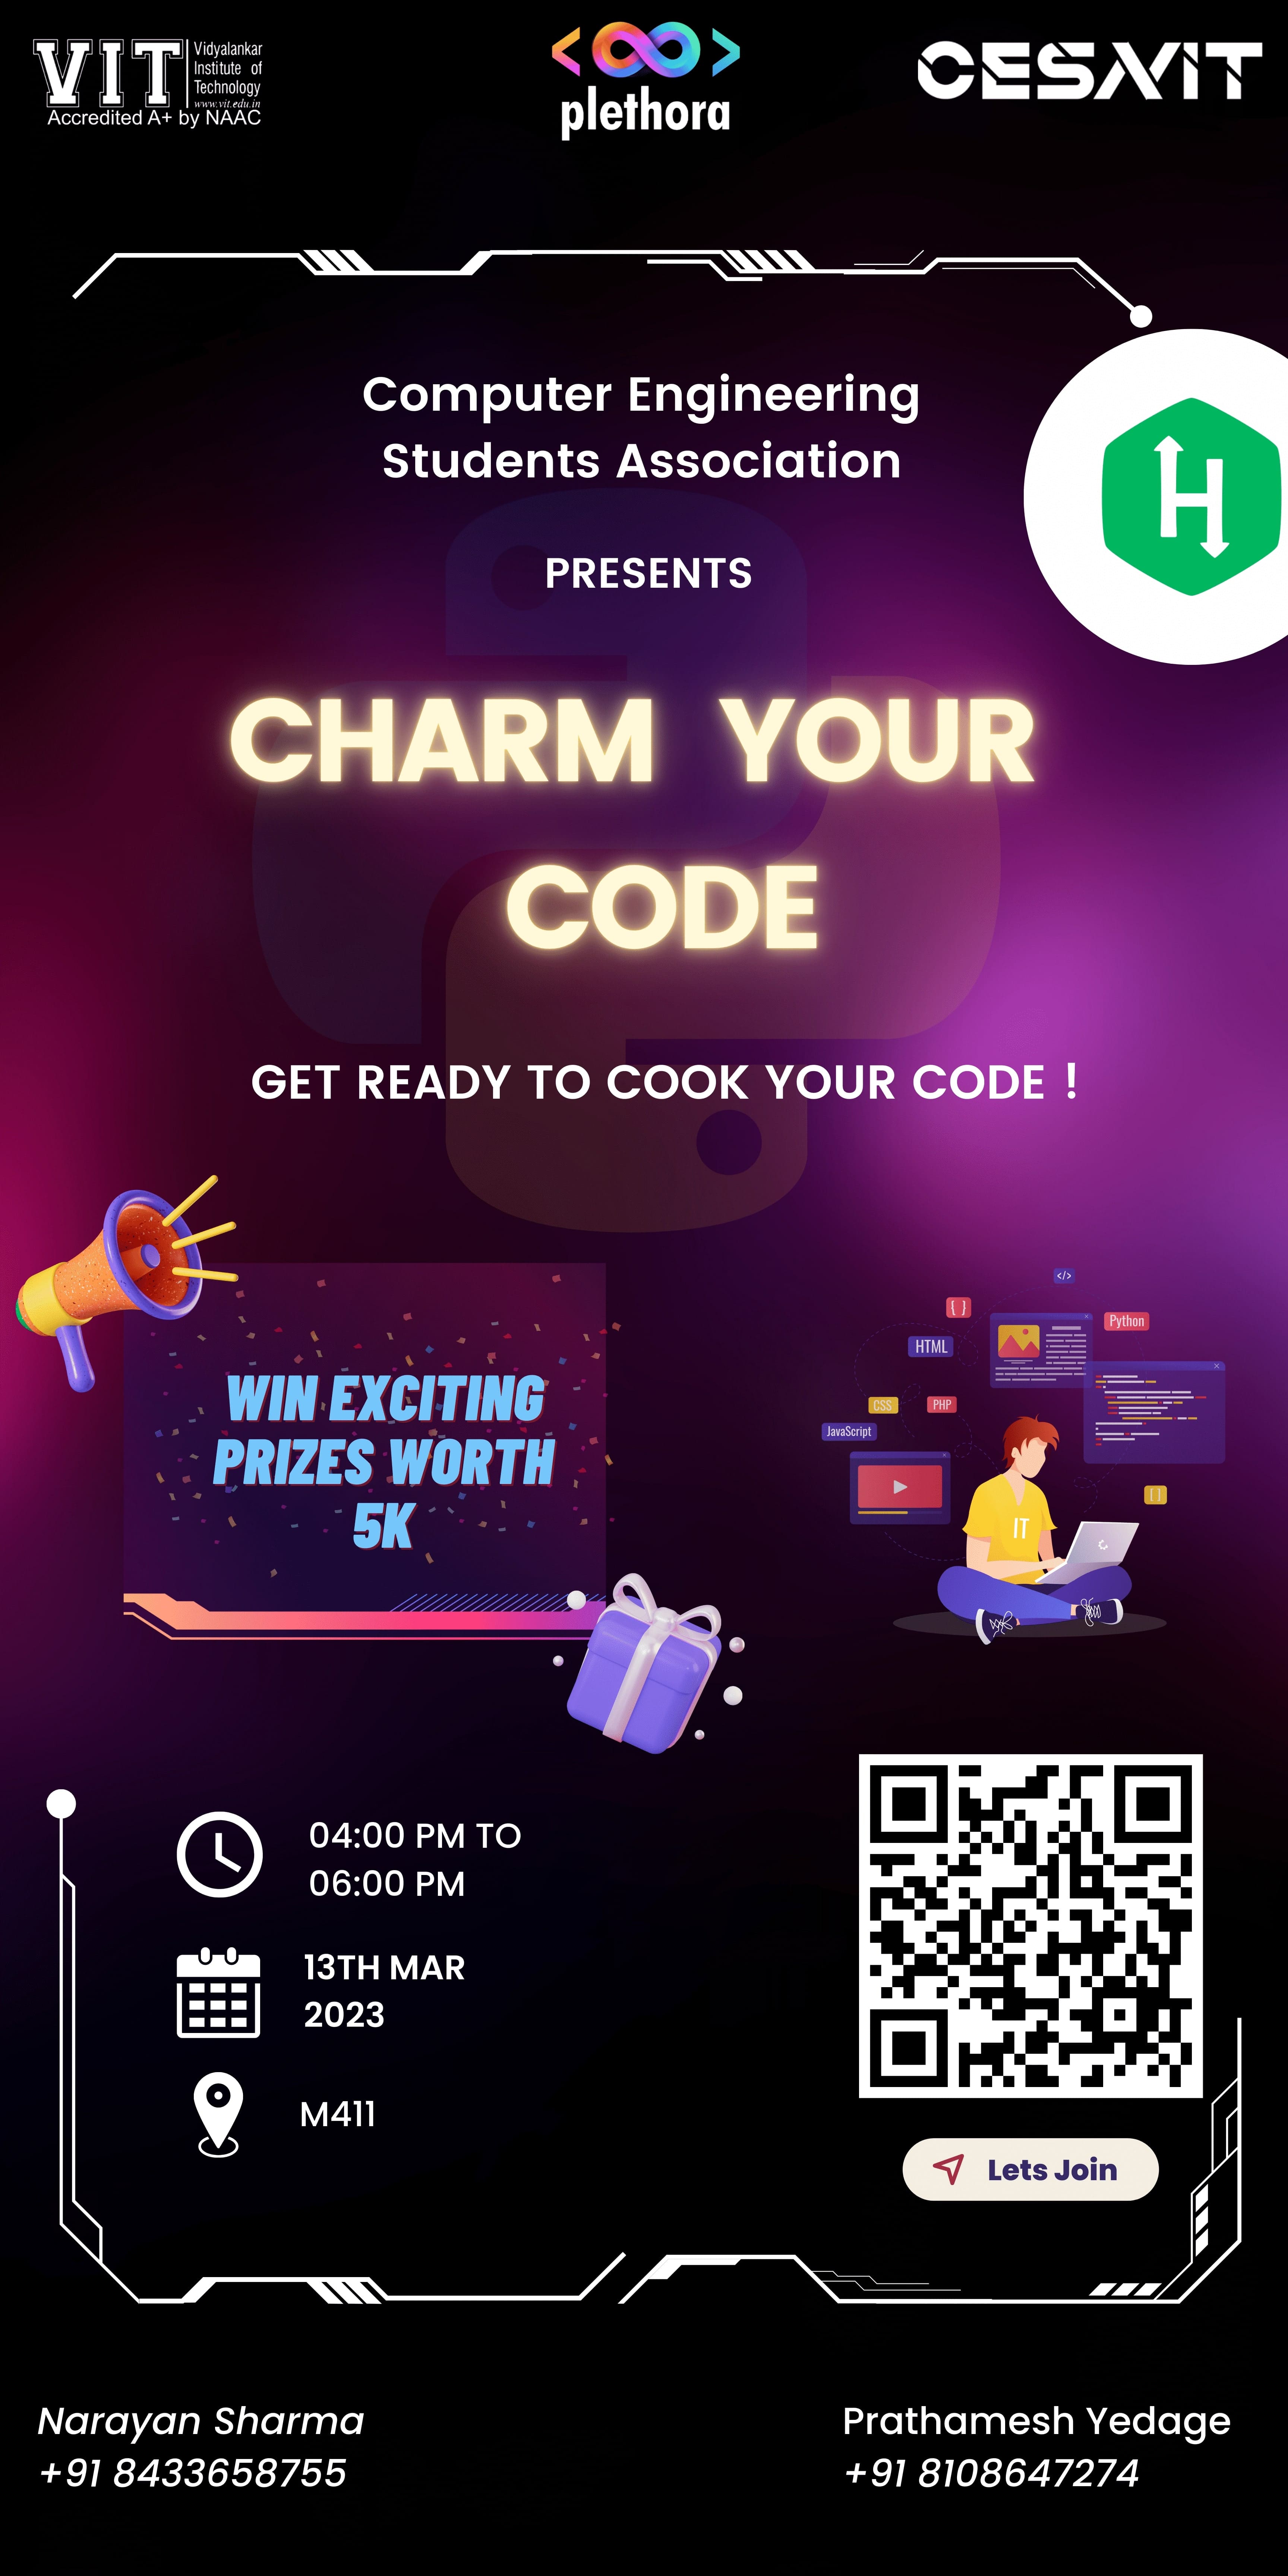 VIT
Vidyalankar
Institute of
Technology
www.vit.edu.in
Accredited A+ by NAAC
< >
plethora
CESA/VIT
Computer Engineering
Students Association
H
PRESENTS
CHARM YOUR
CODE
GET READY TO COOK YOUR CODE !
</>
{ }
Python
HTML
CSS
PHP
JavaScript
[ ]
IT
WIN EXCITING
PRIZES WORTH
5K
04:00 PM TO
06:00 PM
13TH MAR
2023
M411
Lets Join
Narayan Sharma
+91 8433658755
Prathamesh Yedage
+91 8108647274